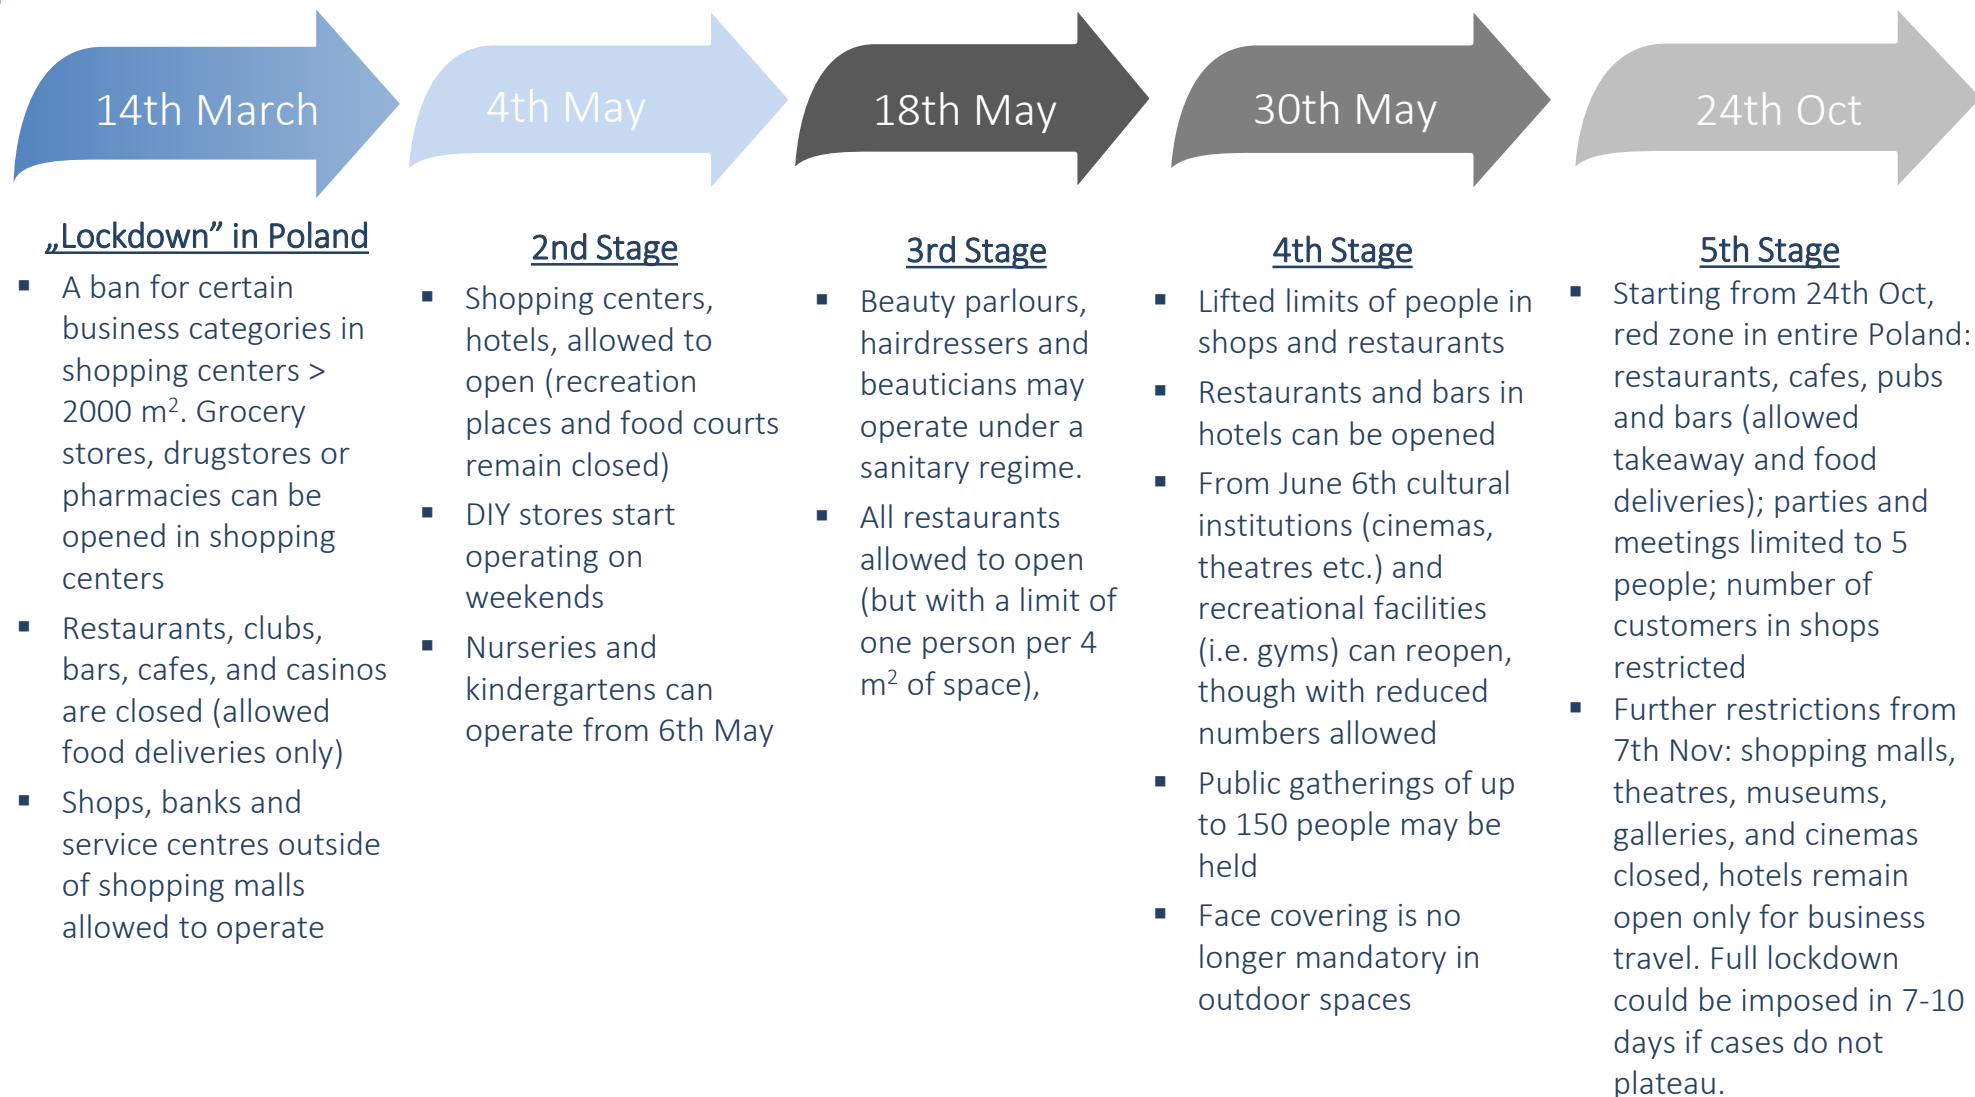 14th March
4th May
18th May
30th May
24th Oct
„Lockdown” in Poland
▪ A ban for certain
business categories in
shopping centers >
2000 m². Grocery
stores, drugstores or
pharmacies can be
opened in shopping
centers
▪ Restaurants, clubs,
bars, cafes, and casinos
are closed (allowed
food deliveries only)
▪ Shops, banks and
service centres outside
of shopping malls
allowed to operate
2nd Stage
▪ Shopping centers,
hotels, allowed to
open (recreation
places and food courts
remain closed)
▪ DIY stores start
operating on
weekends
▪ Nurseries and
kindergartens can
operate from 6th May
3rd Stage
▪ Beauty parlours,
hairdressers and
beauticians may
operate under a
sanitary regime.
▪ All restaurants
allowed to open
(but with a limit of
one person per 4
m² of space),
4th Stage
▪ Lifted limits of people in
shops and restaurants
▪ Restaurants and bars in
hotels can be opened
▪ From June 6th cultural
institutions (cinemas,
theatres etc.) and
recreational facilities
(i.e. gyms) can reopen,
though with reduced
numbers allowed
▪ Public gatherings of up
to 150 people may be
held
▪ Face covering is no
longer mandatory in
outdoor spaces
5th Stage
▪ Starting from 24th Oct,
red zone in entire Poland:
restaurants, cafes, pubs
and bars (allowed
takeaway and food
deliveries); parties and
meetings limited to 5
people; number of
customers in shops
restricted
▪ Further restrictions from
7th Nov: shopping malls,
theatres, museums,
galleries, and cinemas
closed, hotels remain
open only for business
travel. Full lockdown
could be imposed in 7-10
days if cases do not
plateau.